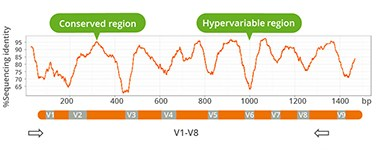 Conserved region
Hypervariable region
%Sequencing identity
95
90
85
80
75
70
65
200 400 600 800 1000 1200 1400 bp
V1 V2 V3 V4 V5 V6 V7 V8 V9
V1-V8